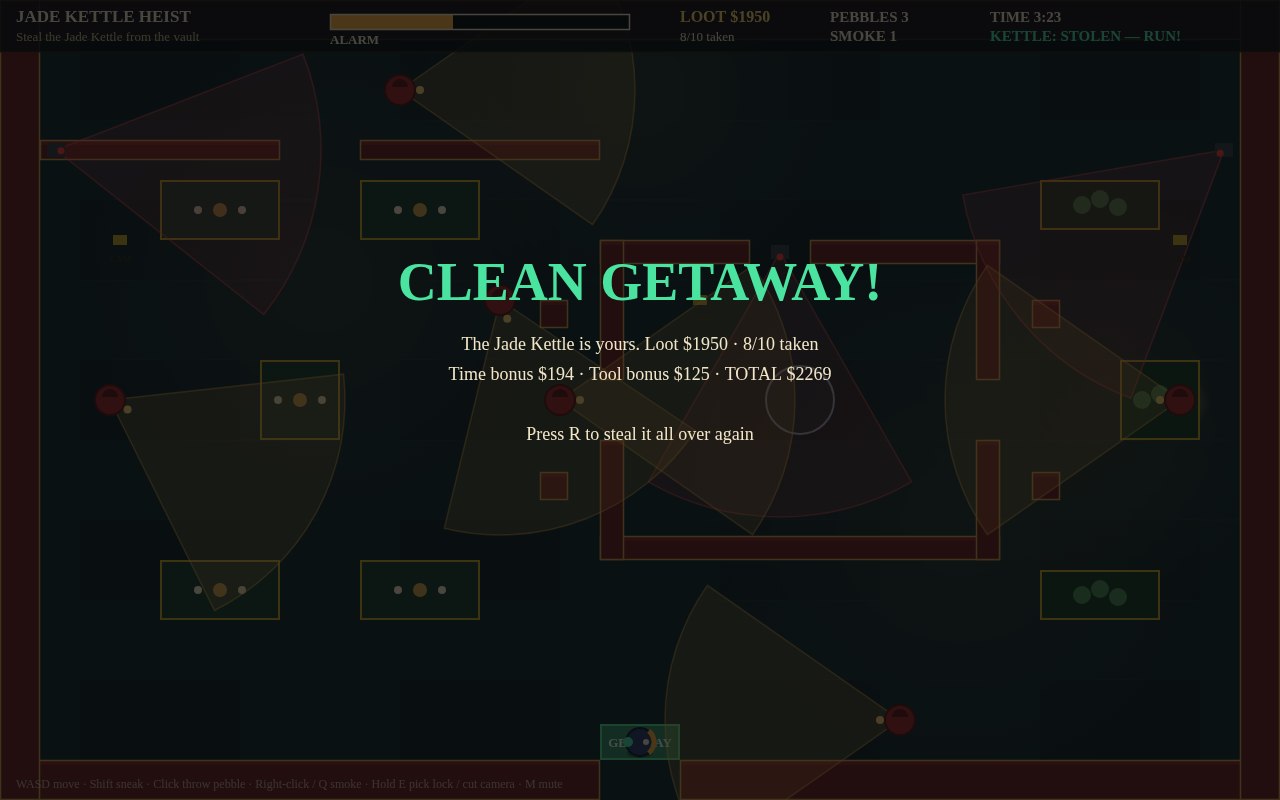 JADE KETTLE HEIST
Steal the Jade Kettle from the vault
ALARM
LOOT $1950
8/10 taken
PEBBLES 3
SMOKE 1
TIME 3:23
KETTLE: STOLEN — RUN!
CLEAN GETAWAY!
The Jade Kettle is yours. Loot $1950 · 8/10 taken
Time bonus $194 · Tool bonus $125 · TOTAL $2269
Press R to steal it all over again
WASD move · Shift sneak · Click throw pebble · Right-click / Q smoke · Hold E pick lock / cut camera · M mute